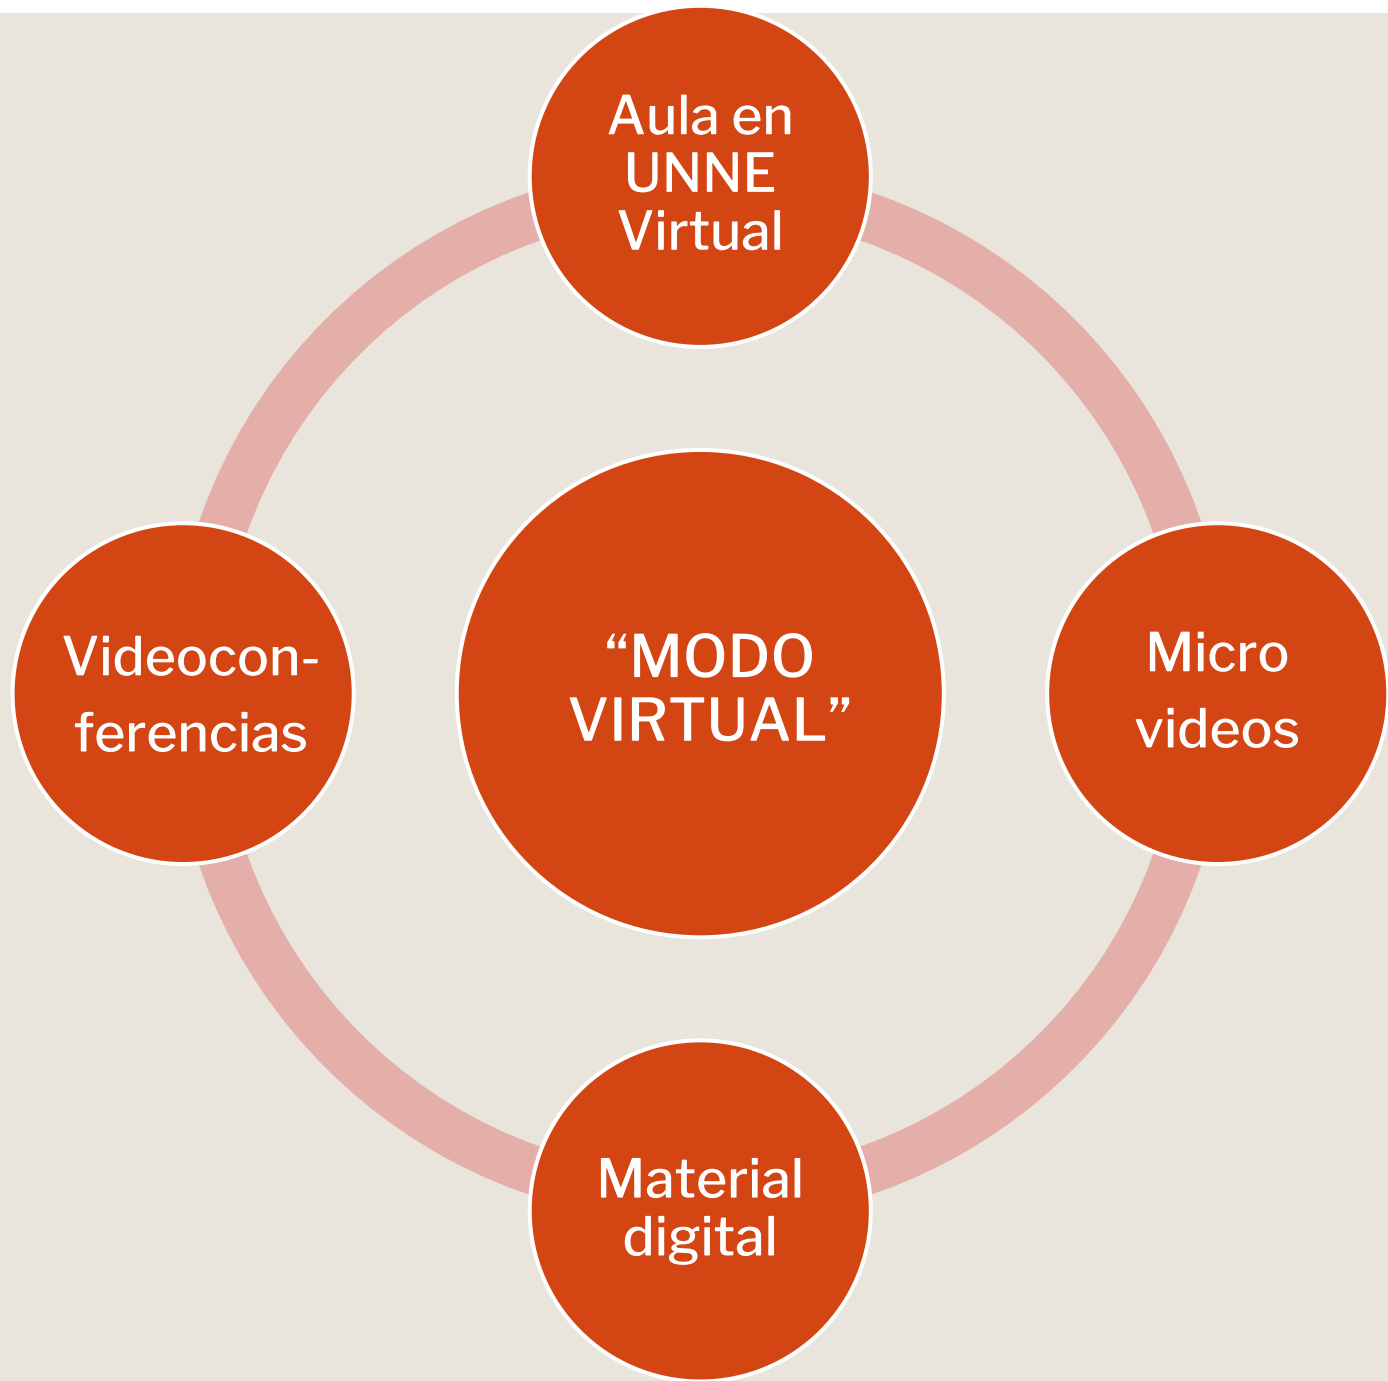 Aula en
UNNE
Virtual
Videocon-
ferencias
“MODO
VIRTUAL”
Micro
videos
Material
digital